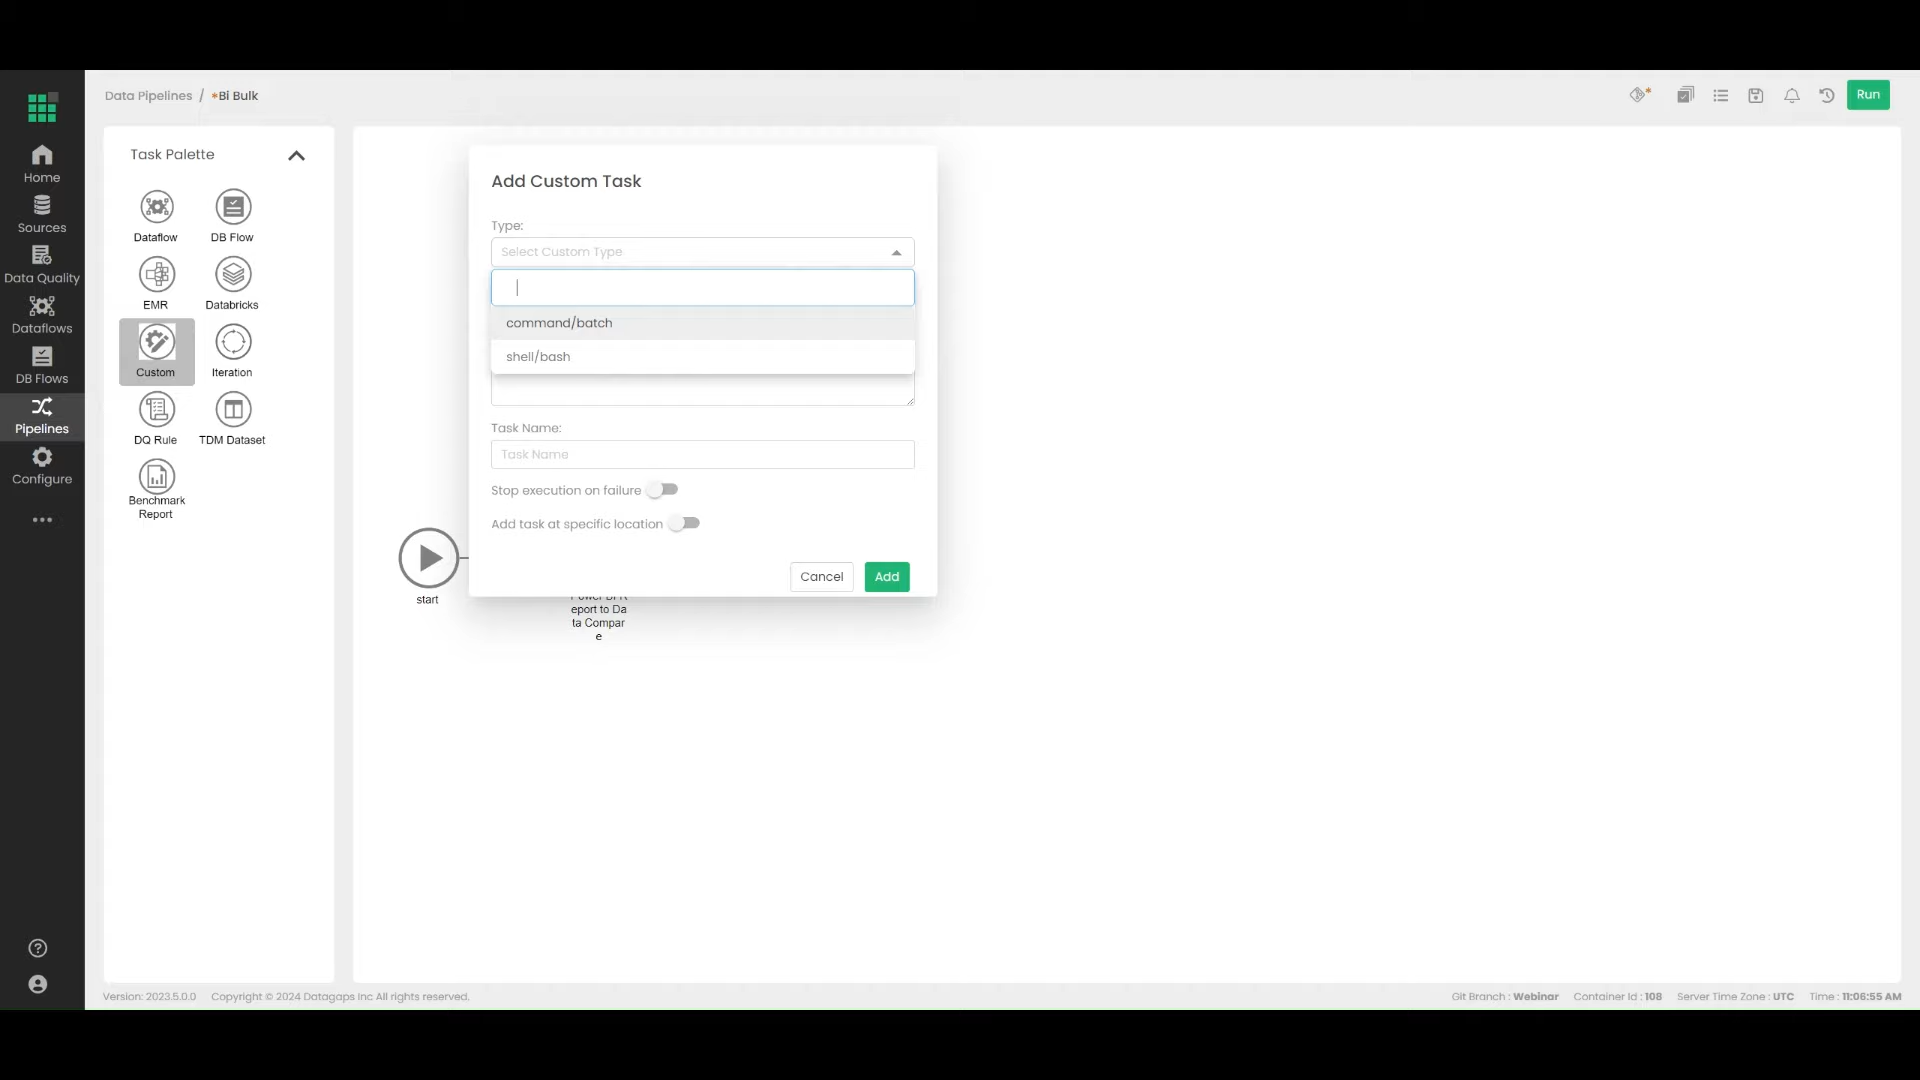 Data Pipelines / *Bi Bulk
Run
Home
Sources
Data Quality
Dataflows
DB Flows
Pipelines
Configure
Task Palette
Dataflow
DB Flow
EMR
Databricks
Custom
Iteration
DQ Rule
TDM Dataset
Benchmark
Report
Add Custom Task
Type:
Select Custom Type
command/batch
shell/bash
Task Name:
Task Name
Stop execution on failure
Add task at specific location
Cancel
Add
start
eport to Da
ta Compar
e
Version: 2023.5.0.0 Copyright © 2024 Datagaps Inc All rights reserved.
Git Branch : Webinar Container Id : 108 Server Time Zone : UTC Time : 11:06:55 AM